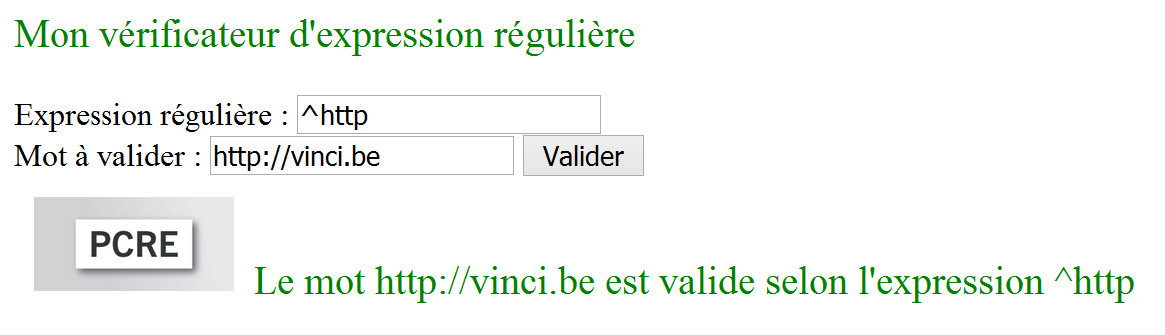 Mon vérificateur d'expression régulière
Expression régulière : ^http
Mot à valider : http://vinci.be Valider
PCRE
Le mot http://vinci.be est valide selon l'expression ^http